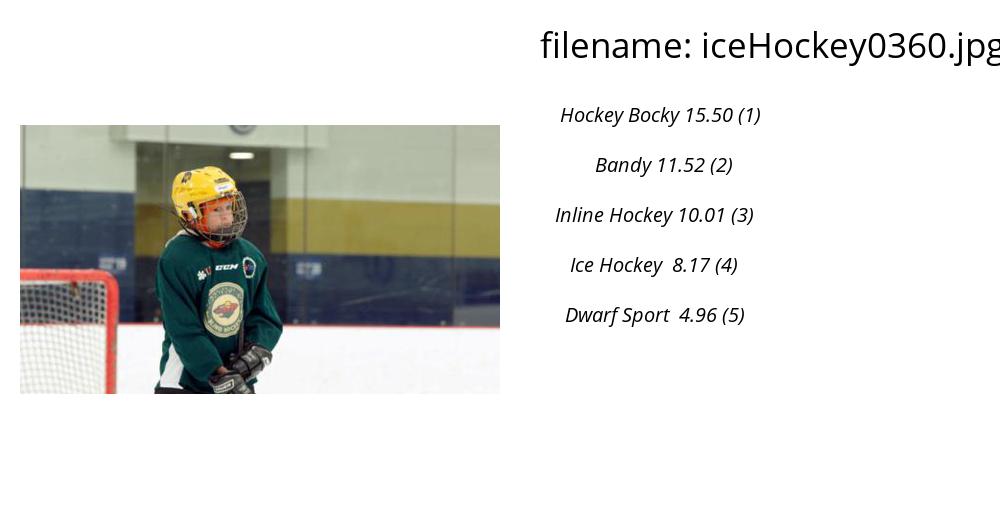 filename: iceHockey0360.jpg
Hockey Bocky 15.50 (1)
Bandy 11.52 (2)
Inline Hockey 10.01 (3)
Ice Hockey 8.17 (4)
Dwarf Sport 4.96 (5)
CCM